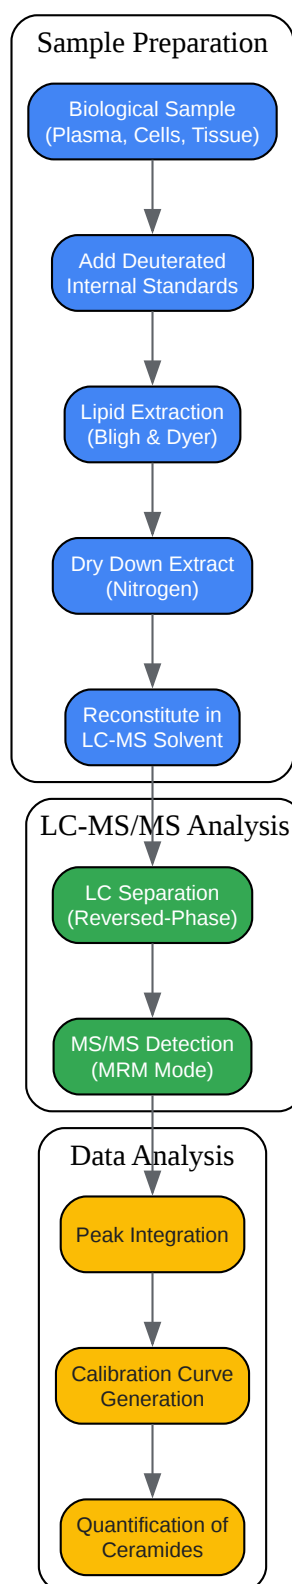 Sample Preparation
Biological Sample
(Plasma, Cells, Tissue)
Add Deuterated
Internal Standards
Lipid Extraction
(Bligh & Dyer)
Dry Down Extract
(Nitrogen)
Reconstitute in
LC-MS Solvent
LC-MS/MS Analysis
LC Separation
(Reversed-Phase)
MS/MS Detection
(MRM Mode)
Data Analysis
Peak Integration
Calibration Curve
Generation
Quantification of
Ceramides